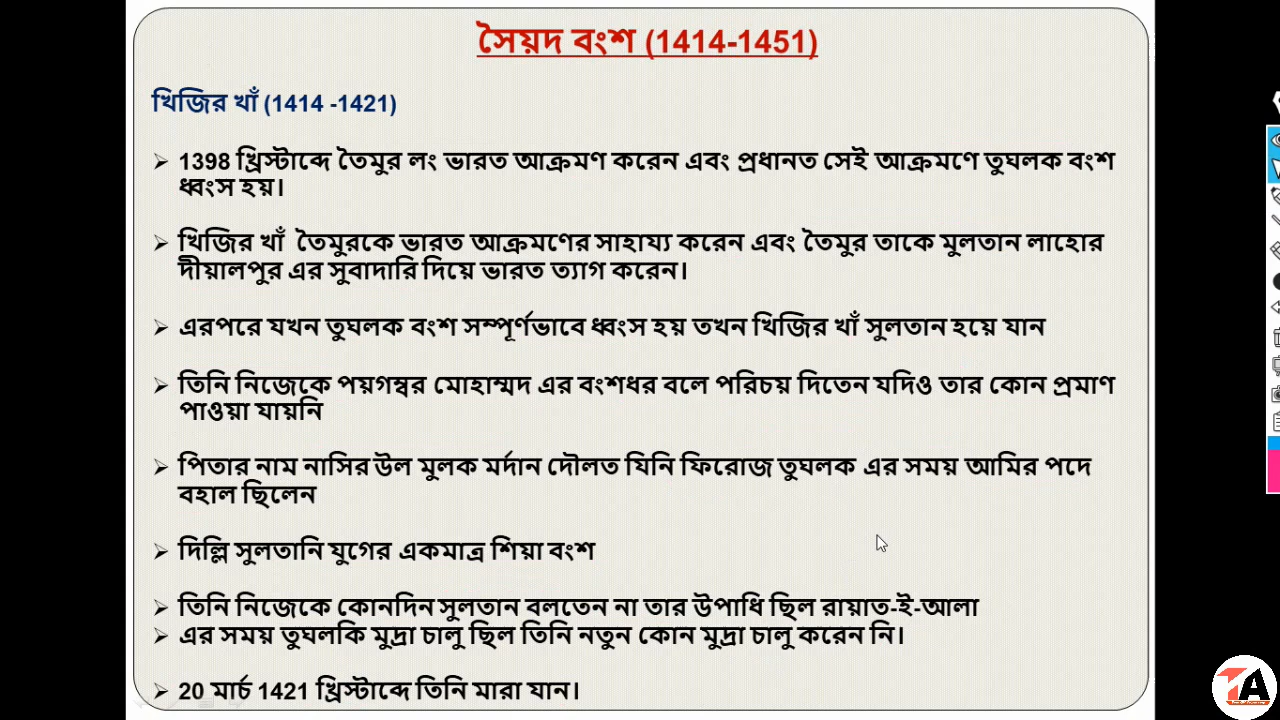 সৈয়দ বংশ (1414-1451)
খিজির খাঁ (1414 -1421)
➢ 1398 খ্রিস্টাব্দে তৈমুর লং ভারত আক্রমণ করেন এবং প্রধানত সেই আক্রমণে তুঘলক বংশ
ধ্বংস হয়।
➢ খিজির খাঁ তৈমুরকে ভারত আক্রমণের সাহায্য করেন এবং তৈমুর তাকে মুলতান লাহোর
দীয়ালপুর এর সুবাদারি দিয়ে ভারত ত্যাগ করেন।
➢ এরপরে যখন তুঘলক বংশ সম্পূর্ণভাবে ধ্বংস হয় তখন খিজির খাঁ সুলতান হয়ে যান
➢ তিনি নিজেকে পয়গম্বর মোহাম্মদ এর বংশধর বলে পরিচয় দিতেন যদিও তার কোন প্রমাণ
পাওয়া যায়নি
➢ পিতার নাম নাসির উল মুলক মর্দান দৌলত যিনি ফিরোজ তুঘলক এর সময় আমির পদে
বহাল ছিলেন
➢ দিল্লি সুলতানি যুগের একমাত্র শিয়া বংশ
➢ তিনি নিজেকে কোনদিন সুলতান বলতেন না তার উপাধি ছিল রায়াত-ই-আলা
➢ এর সময় তুঘলকি মুদ্রা চালু ছিল তিনি নতুন কোন মুদ্রা চালু করেন নি।
➢ 20 মার্চ 1421 খ্রিস্টাব্দে তিনি মারা যান।